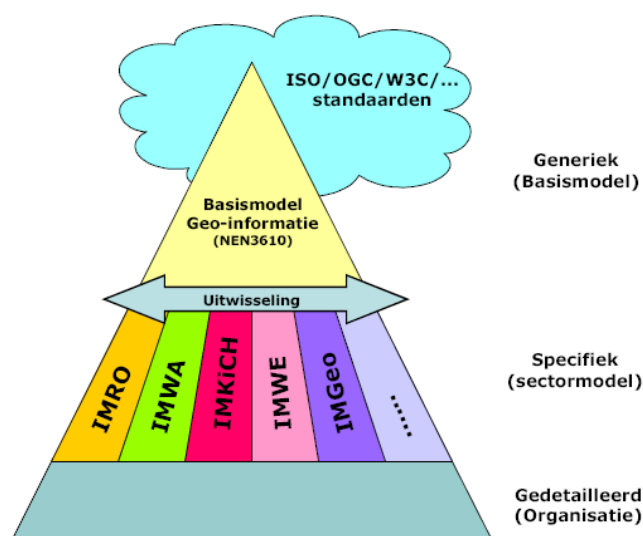 ISO/OGC/W3C/...
standaarden
Generiek
(Basismodel)
Basismodel
Geo-informatie
(NEN3610)
Uitwisseling
IMRO
IMWA
IMKiCH
IMWE
IMGeo
......
Specifiek
(sectormodel)
Gedetailleerd
(Organisatie)